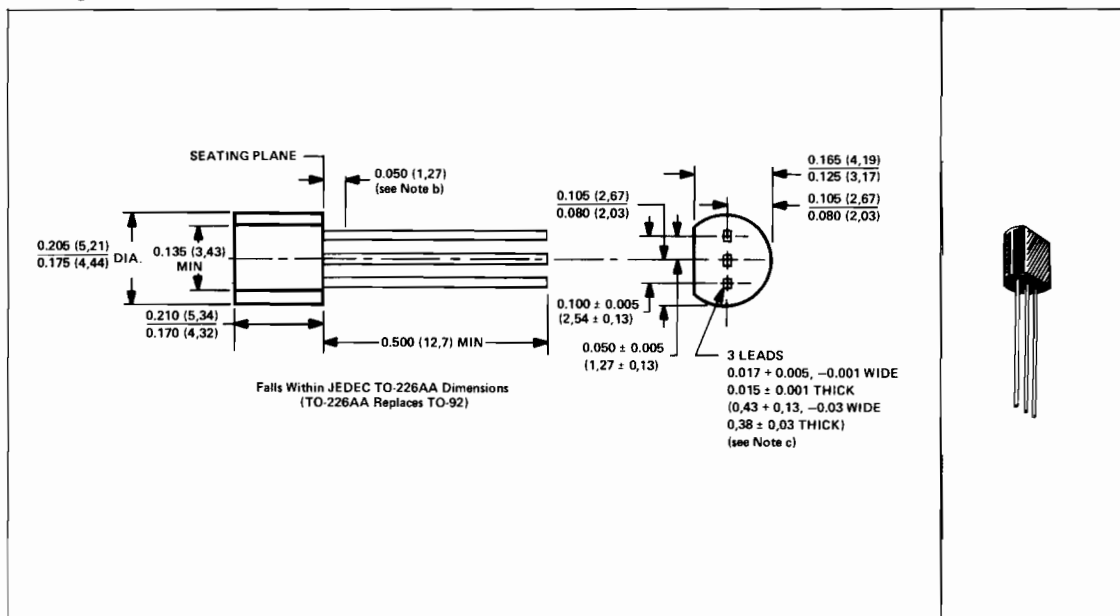 SEATING PLANE
0.050 (1,27)
(see Note b)
0.205 (5,21)
0.175 (4,44) DIA.
0.135 (3,43)
MIN
0.210 (5,34)
0.170 (4,32)
0.500 (12,7) MIN
Falls Within JEDEC TO-226AA Dimensions
(TO-226AA Replaces TO-92)
0.165 (4,19)
0.125 (3,17)
0.105 (2,67)
0.080 (2,03)
0.105 (2,67)
0.080 (2,03)
0.100 ± 0.005
(2,54 ± 0,13)
0.050 ± 0.005
(1,27 ± 0,13)
3 LEADS
0.017 + 0.005, −0.001 WIDE
0.015 ± 0.001 THICK
(0,43 + 0,13, −0.03 WIDE
0,38 ± 0,03 THICK)
(see Note c)